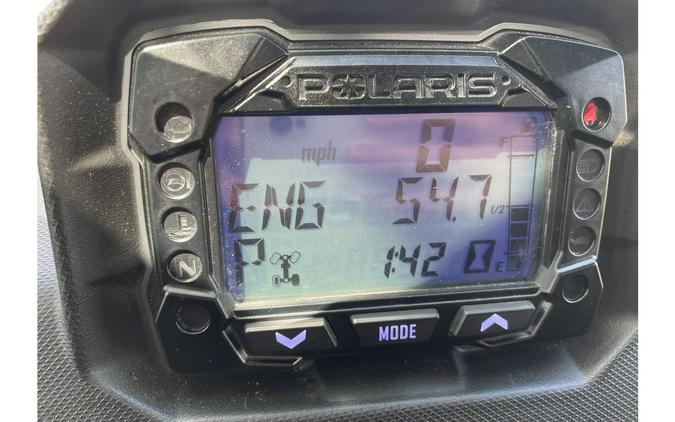 POLARIS
mph 0 F
ENG 54.7 1/2
P 1:42 E
N
MODE